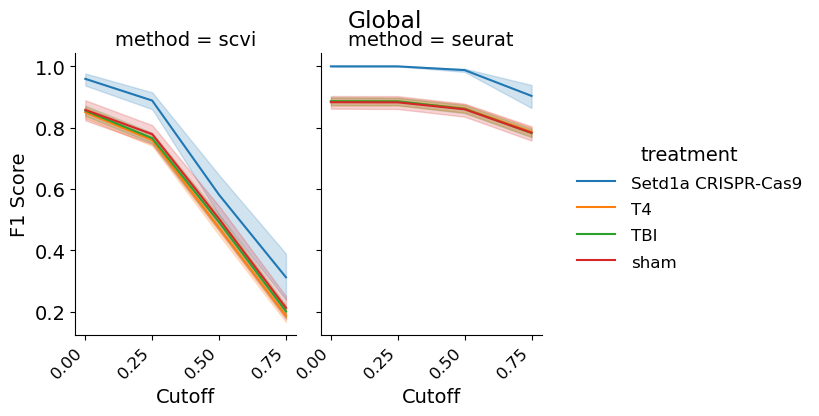 Global
method = scvi
method = seurat
F1 Score
1.0
0.8
0.6
0.4
0.2
0.00
0.25
0.50
0.75
Cutoff
0.00
0.25
0.50
0.75
Cutoff
treatment
Setd1a CRISPR-Cas9
T4
TBI
sham